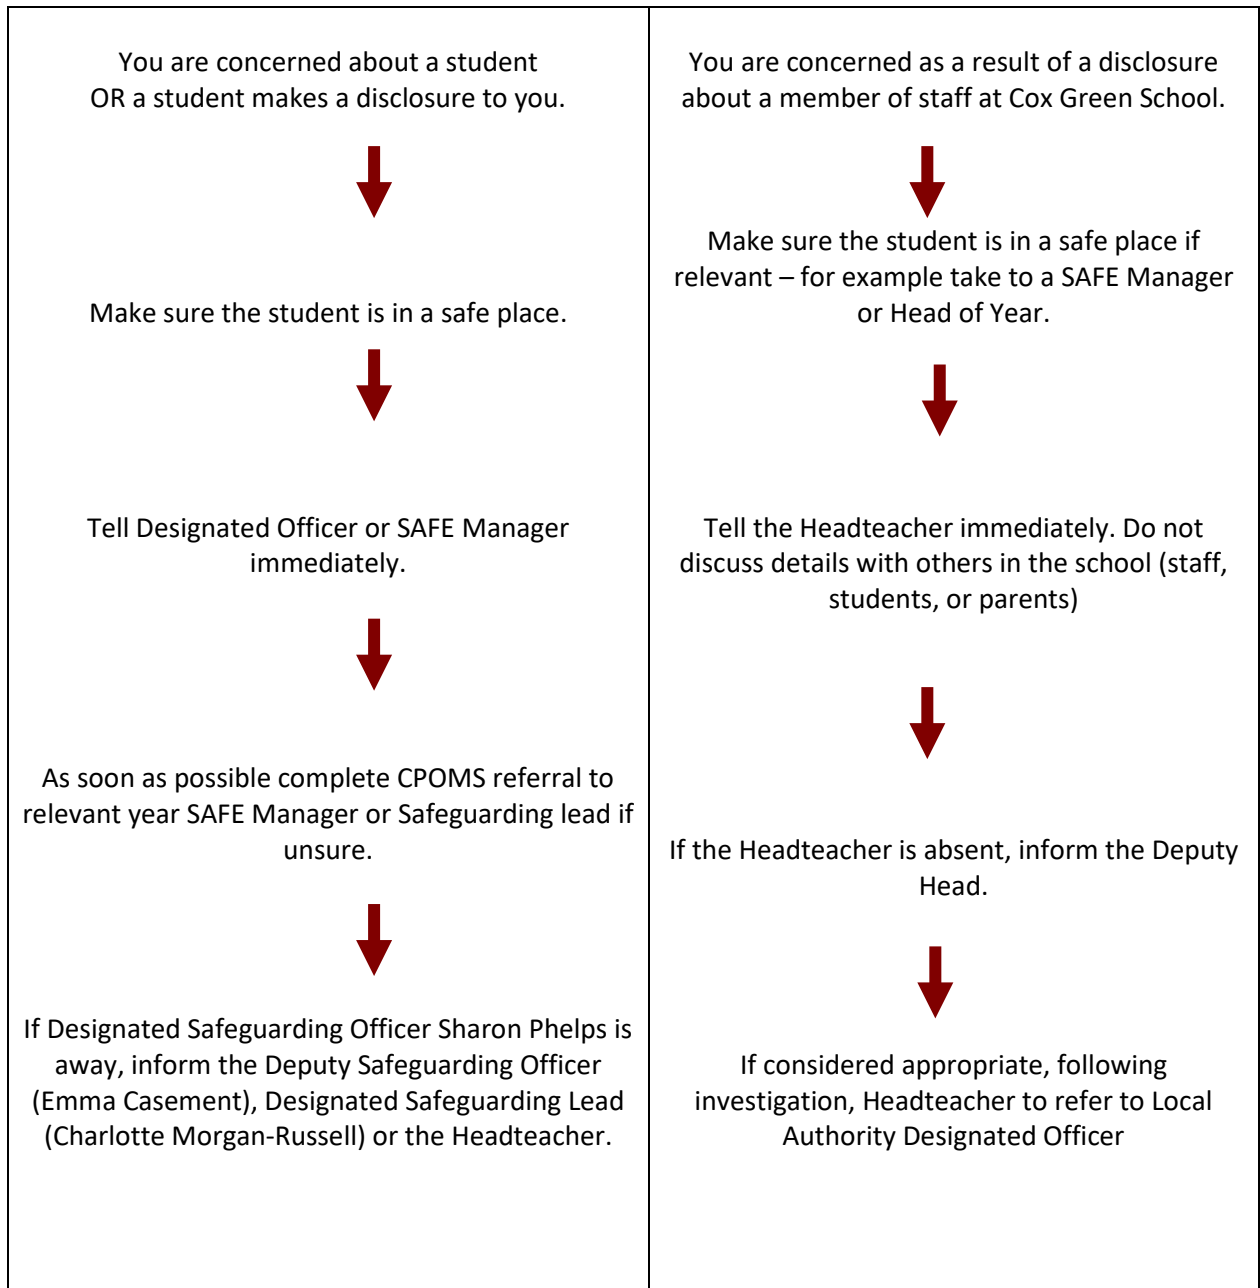 You are concerned about a student
OR a student makes a disclosure to you.
Make sure the student is in a safe place.
Tell Designated Officer or SAFE Manager
immediately.
As soon as possible complete CPOMS referral to
relevant year SAFE Manager or Safeguarding lead if
unsure.
If Designated Safeguarding Officer Sharon Phelps is
away, inform the Deputy Safeguarding Officer
(Emma Casement), Designated Safeguarding Lead
(Charlotte Morgan-Russell) or the Headteacher.
You are concerned as a result of a disclosure
about a member of staff at Cox Green School.
Make sure the student is in a safe place if
relevant – for example take to a SAFE Manager
or Head of Year.
Tell the Headteacher immediately. Do not
discuss details with others in the school (staff,
students, or parents)
If the Headteacher is absent, inform the Deputy
Head.
If considered appropriate, following
investigation, Headteacher to refer to Local
Authority Designated Officer